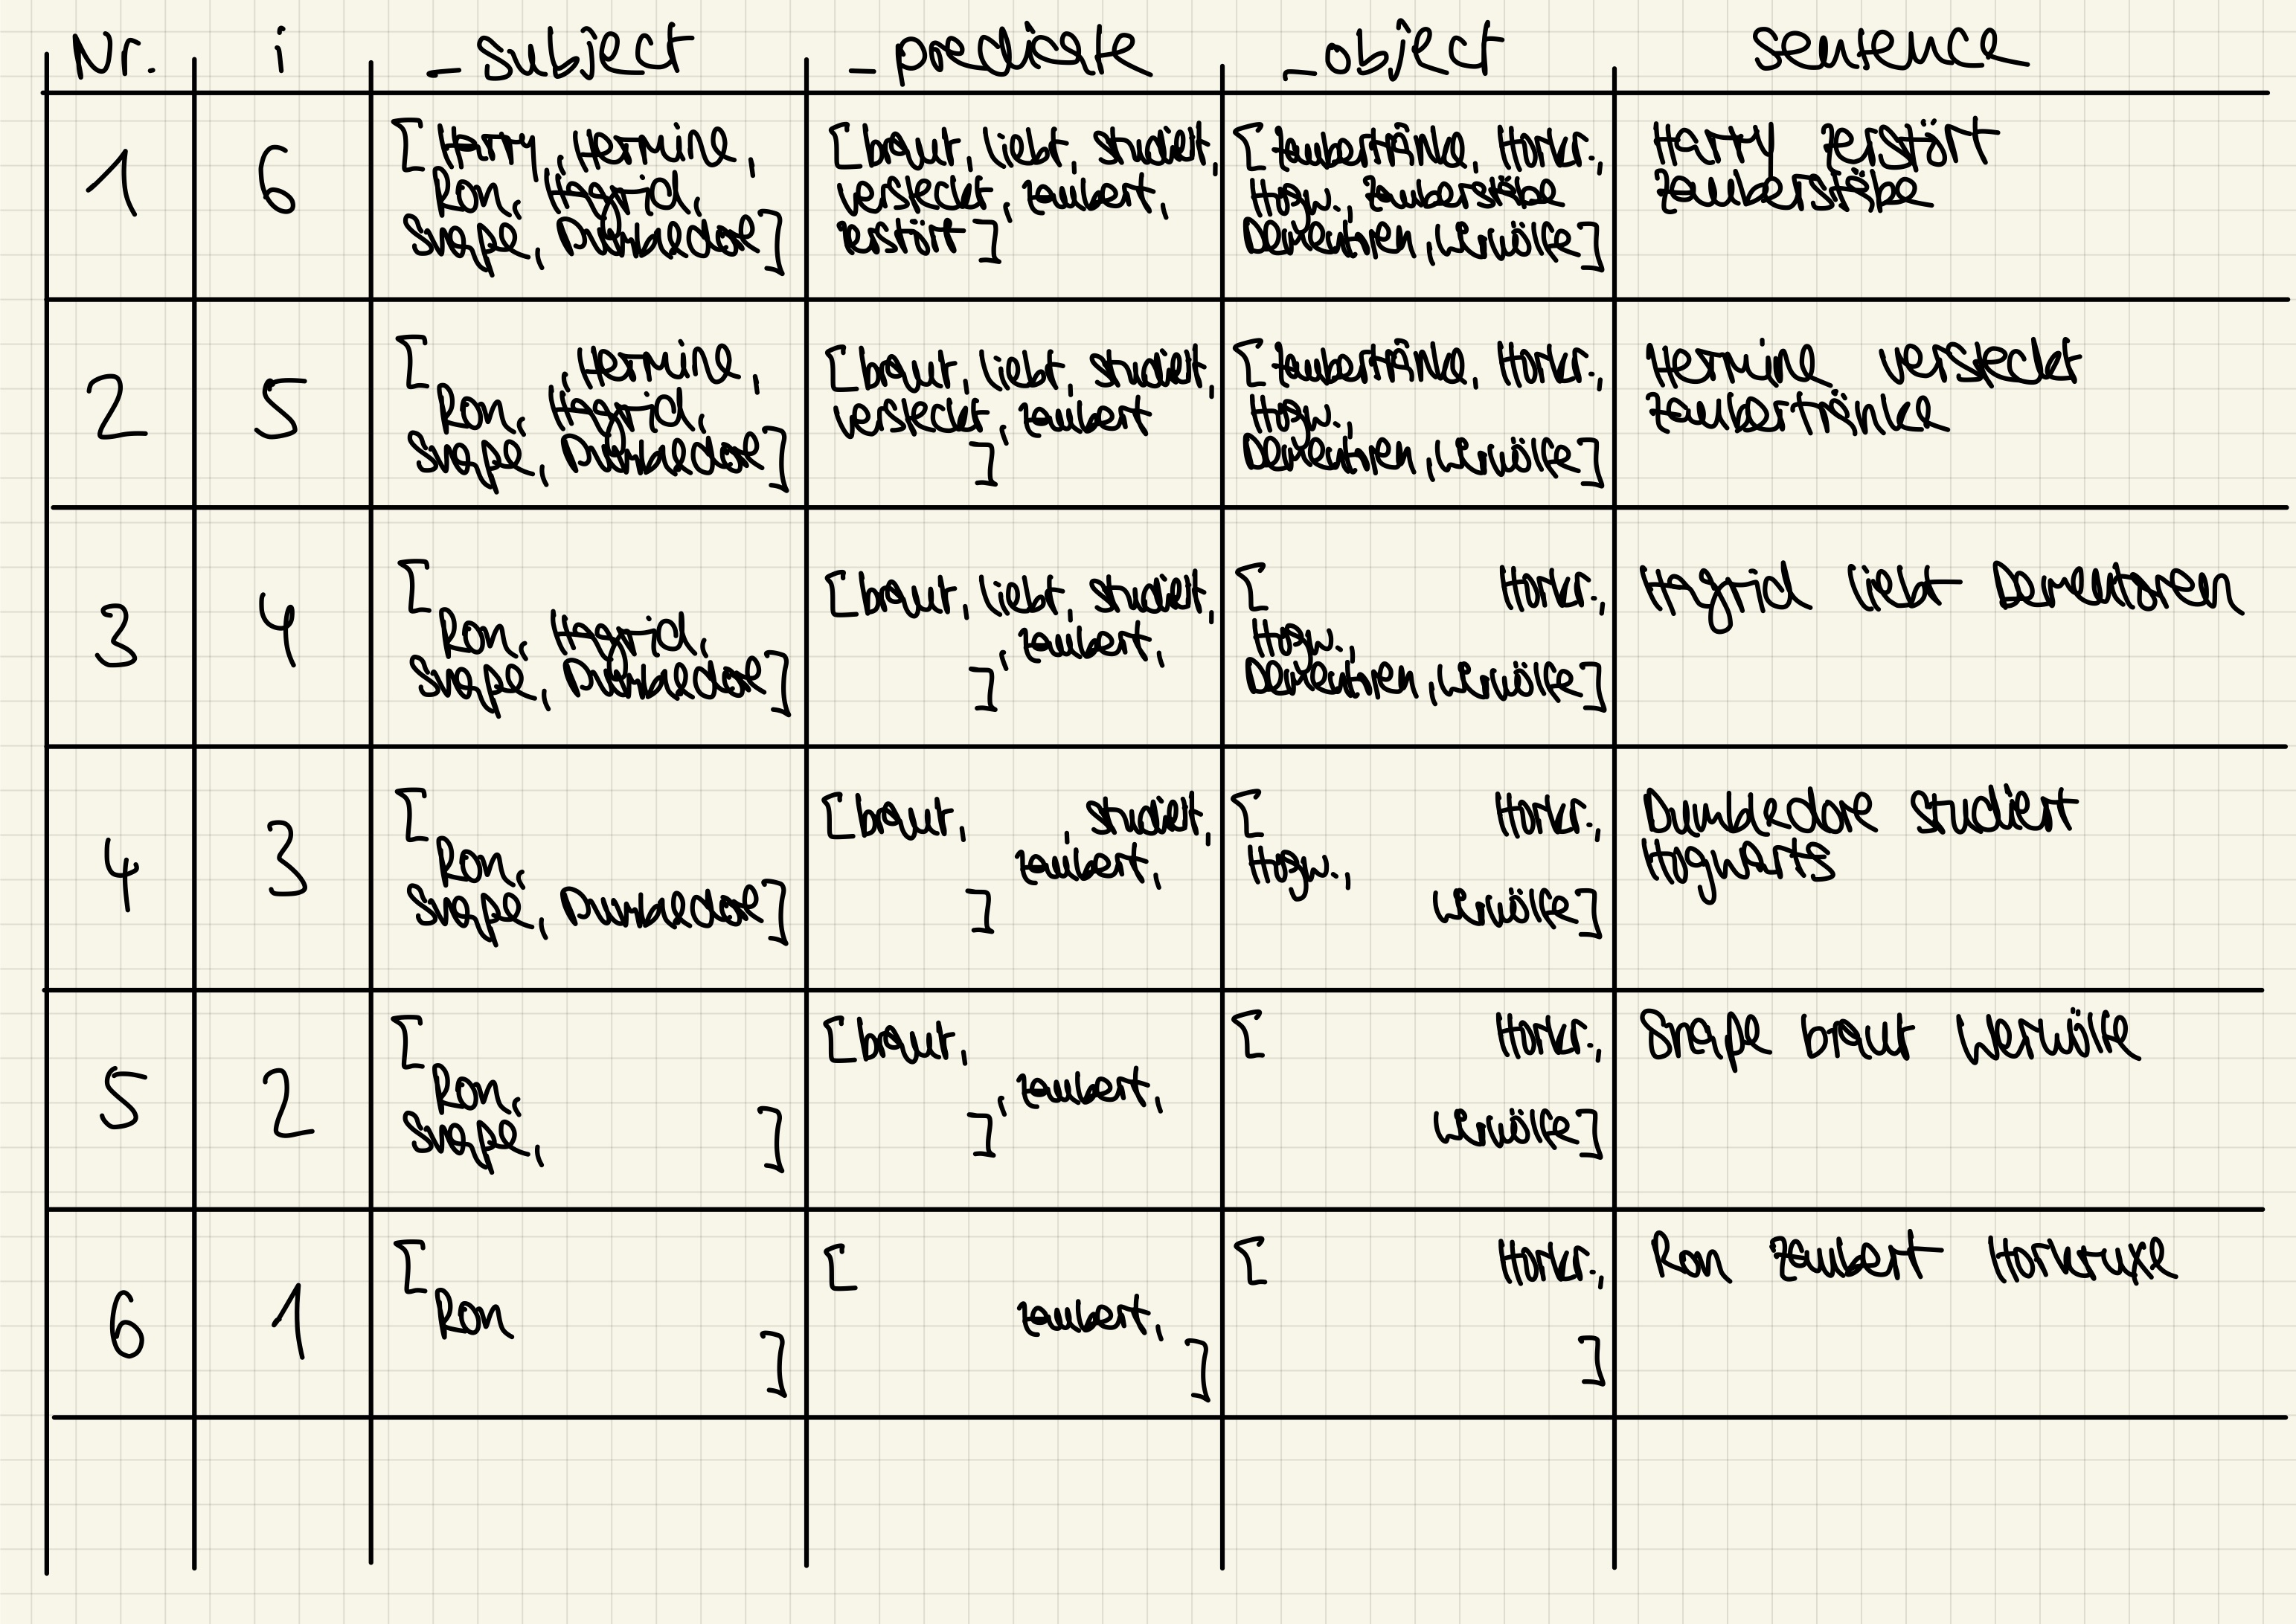 Nr. i _subject _predicate _object sentence
1 6 [Harry, Hermine, Ron, Hagrid, Snape, Dumbledore] [braut, liebt, studiert, versteckt, zaubert, zerstört] [Zaubertränke, Horkr., Hogw., Zauberstäbe Dementoren, Werwölfe] Harry zerstört Zauberstäbe
2 5 [ , Hermine, Ron, Hagrid, Snape, Dumbledore] [braut, liebt, studiert, versteckt, zaubert ] [Zaubertränke, Horkr., Hogw., Dementoren, Werwölfe] Hermine versteckt Zaubertränke
3 4 [ Ron, Hagrid, Snape, Dumbledore] [braut, liebt, studiert, , zaubert, ] [ Horkr., Hogw., Dementoren, Werwölfe] Hagrid liebt Dementoren
4 3 [ Ron, Snape, Dumbledore] [braut, , studiert, zaubert, ] [ Horkr., Hogw., Werwölfe] Dumbledore studiert Hogwarts
5 2 [ Ron, Snape, ] [braut, , zaubert, ] [ Horkr., Werwölfe] Snape braut Werwölfe
6 1 [ Ron ] [ zaubert, ] [ Horkr., ] Ron zaubert Horkruxe